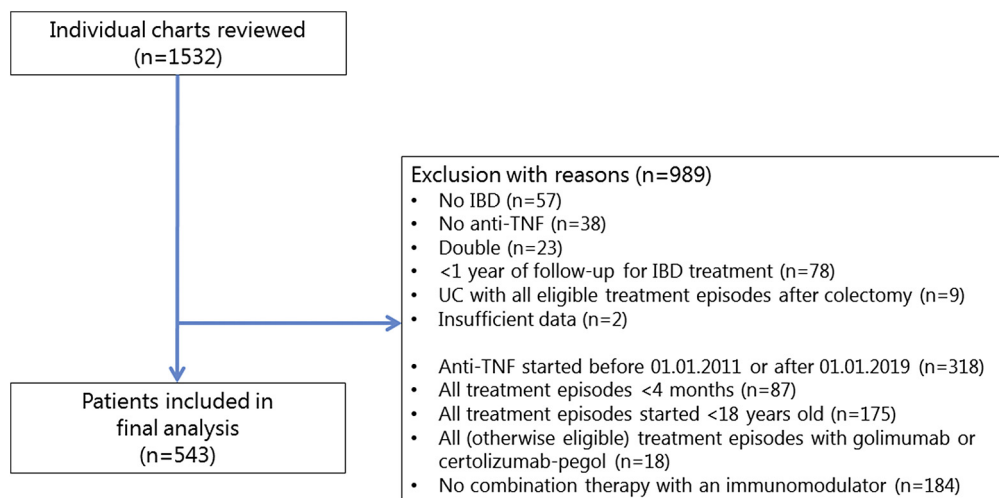 Individual charts reviewed
(n=1532)
Exclusion with reasons (n=989)
• No IBD (n=57)
• No anti-TNF (n=38)
• Double (n=23)
• <1 year of follow-up for IBD treatment (n=78)
• UC with all eligible treatment episodes after colectomy (n=9)
• Insufficient data (n=2)
• Anti-TNF started before 01.01.2011 or after 01.01.2019 (n=318)
• All treatment episodes <4 months (n=87)
• All treatment episodes started <18 years old (n=175)
• All (otherwise eligible) treatment episodes with golimumab or
certolizumab-pegol (n=18)
• No combination therapy with an immunomodulator (n=184)
Patients included in
final analysis
(n=543)